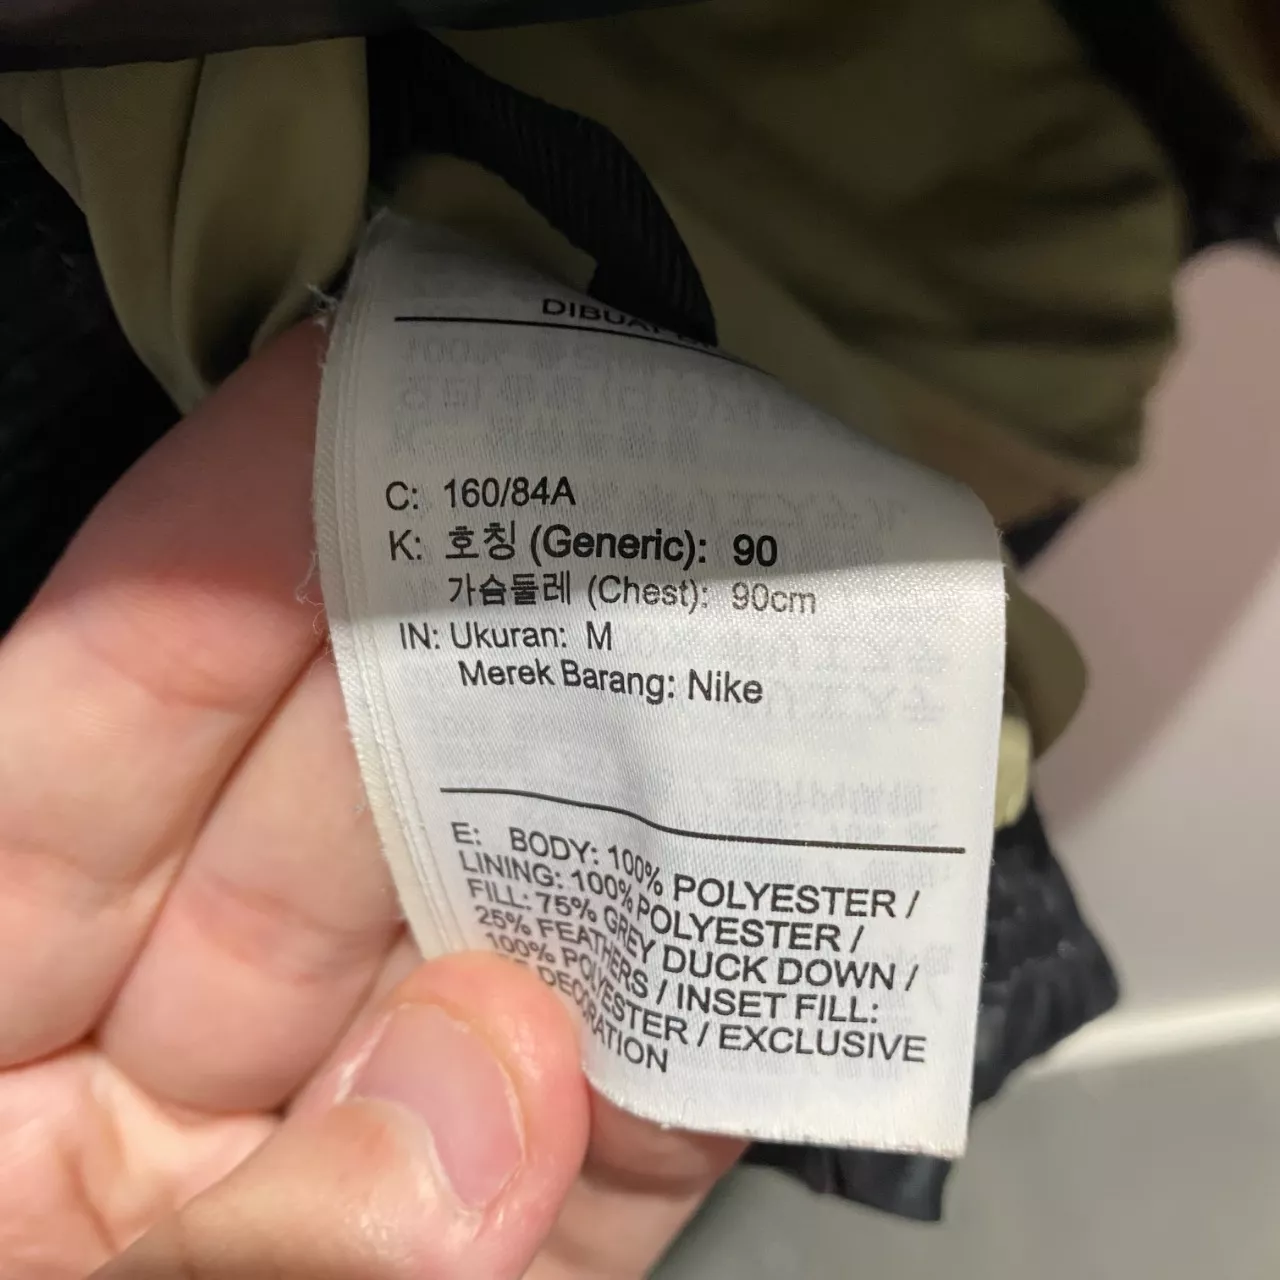 DIBUAT
C: 160/84A
K: 호칭 (Generic): 90
가슴둘레 (Chest): 90cm
IN: Ukuran: M
Merek Barang: Nike
E: BODY: 100% POLYESTER /
LINING: 100% POLYESTER /
FILL: 75% GREY DUCK DOWN /
25% FEATHERS / INSET FILL:
100% POLYESTER / EXCLUSIVE
DECORATION